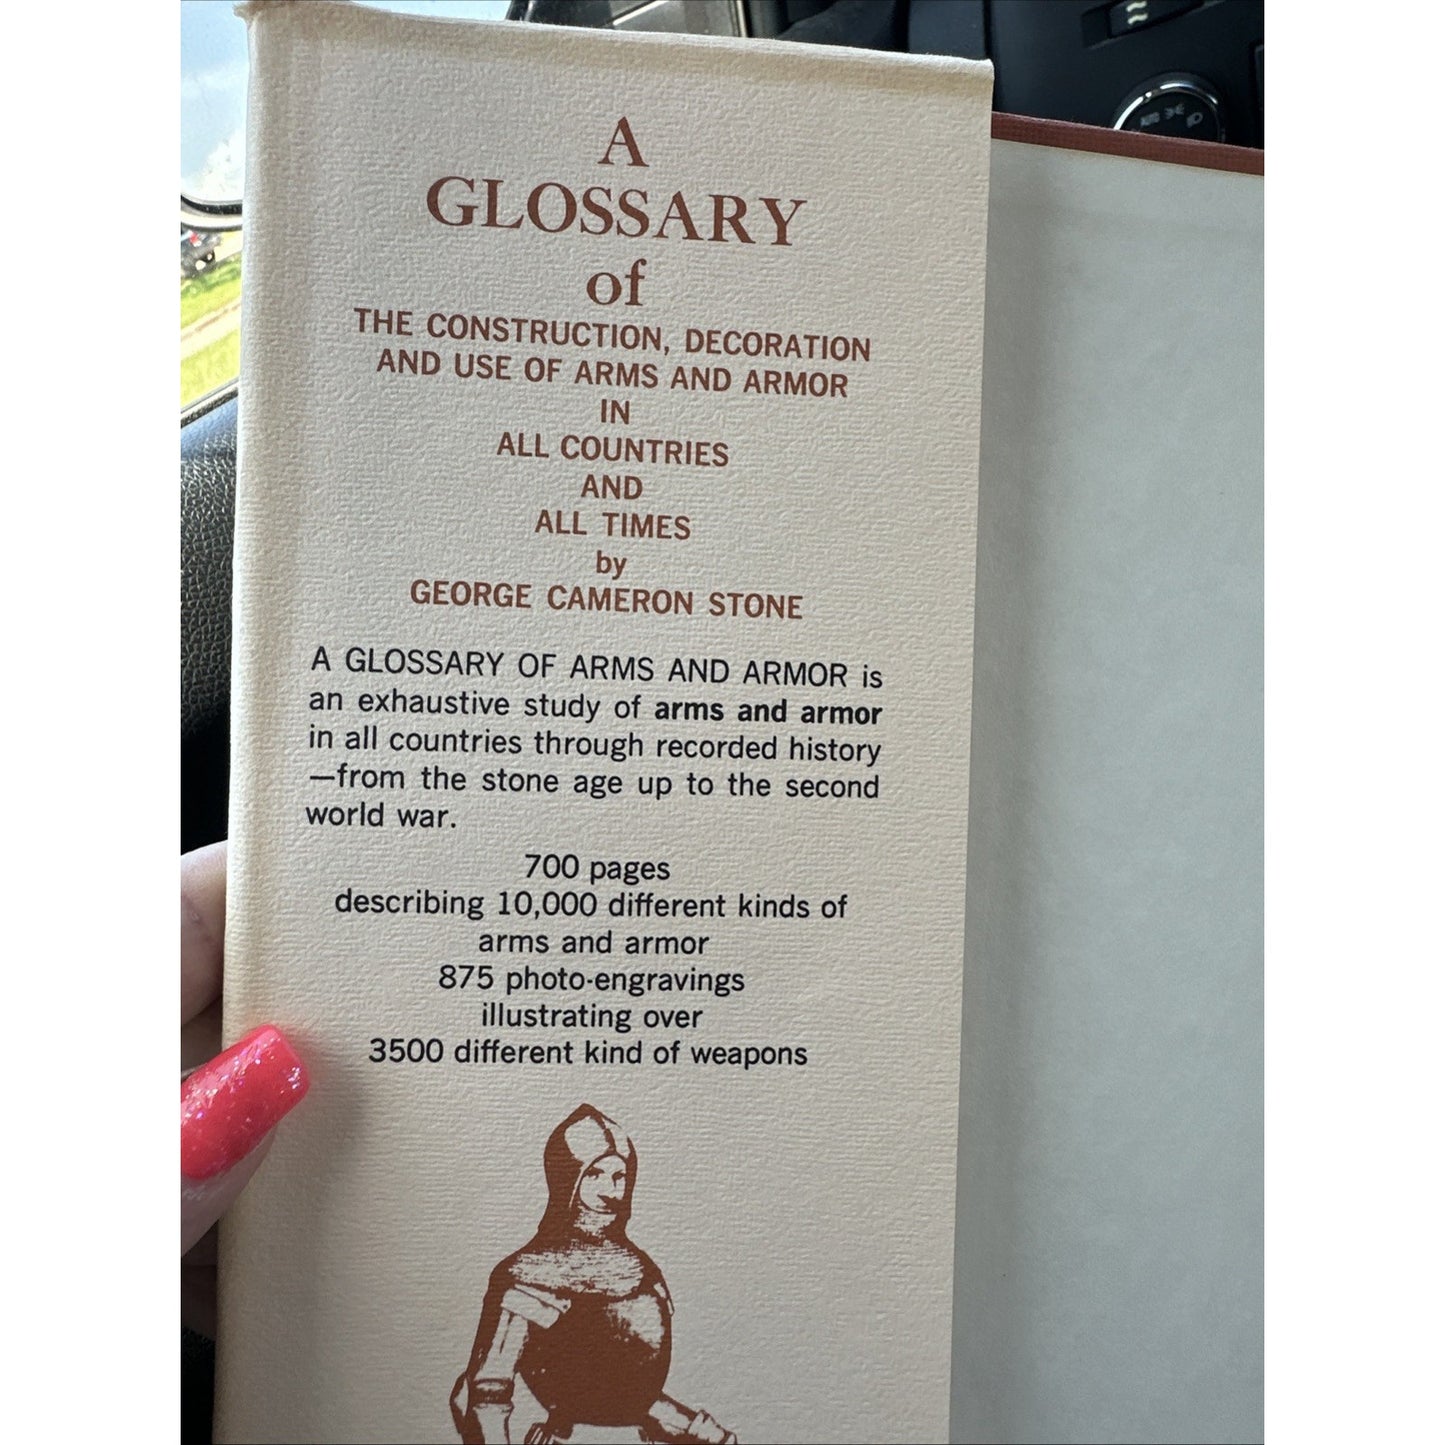 A
GLOSSARY
of
THE CONSTRUCTION, DECORATION
AND USE OF ARMS AND ARMOR
IN
ALL COUNTRIES
AND
ALL TIMES
by
GEORGE CAMERON STONE
A GLOSSARY OF ARMS AND ARMOR is
an exhaustive study of arms and armor
in all countries through recorded history
—from the stone age up to the second
world war.
700 pages
describing 10,000 different kinds of
arms and armor
875 photo-engravings
illustrating over
3500 different kind of weapons
AUTO